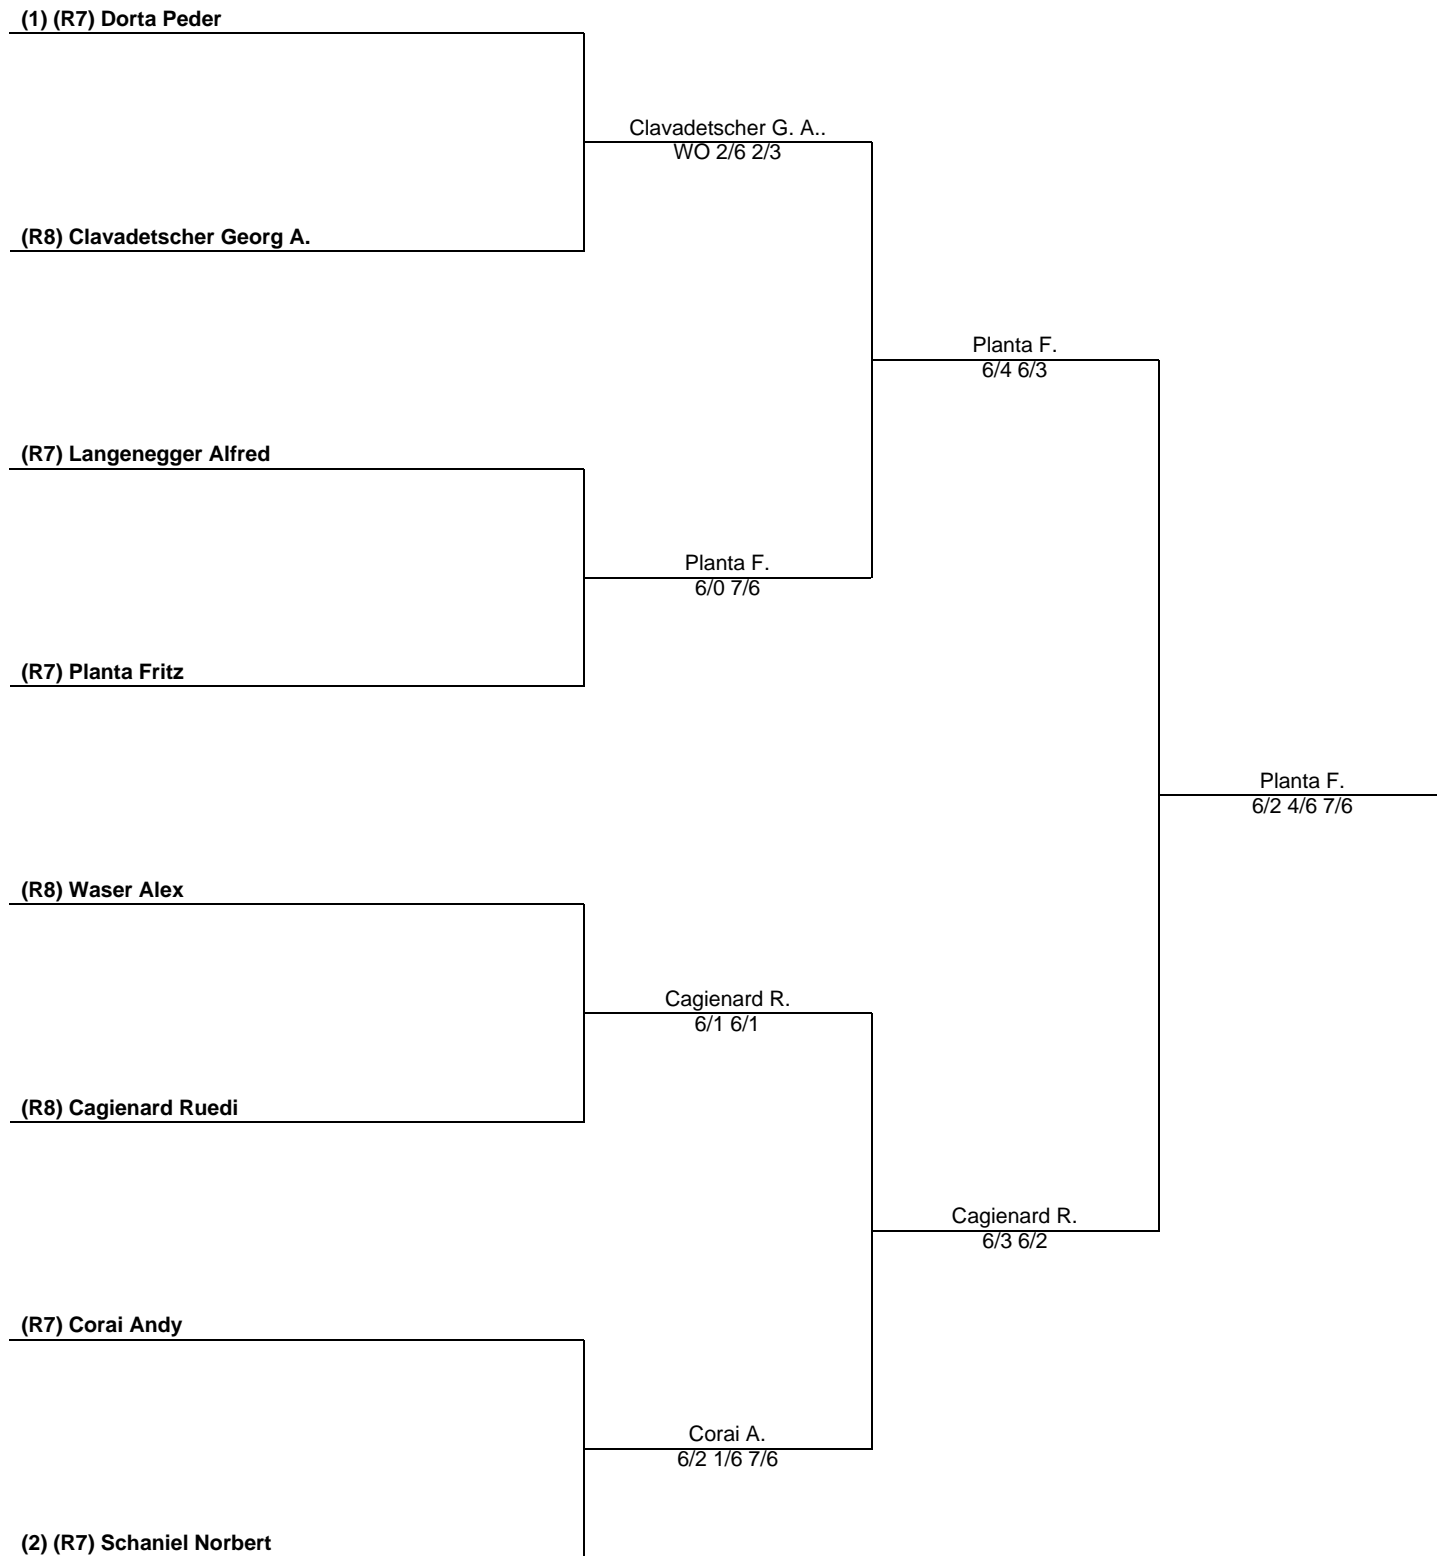 (1) (R7) Dorta Peder
Clavadetscher G. A..
WO 2/6 2/3
(R8) Clavadetscher Georg A.
Planta F.
6/4 6/3
(R7) Langenegger Alfred
Planta F.
6/0 7/6
(R7) Planta Fritz
Planta F.
6/2 4/6 7/6
(R8) Waser Alex
Cagienard R.
6/1 6/1
(R8) Cagienard Ruedi
Cagienard R.
6/3 6/2
(R7) Corai Andy
Corai A.
6/2 1/6 7/6
(2) (R7) Schaniel Norbert